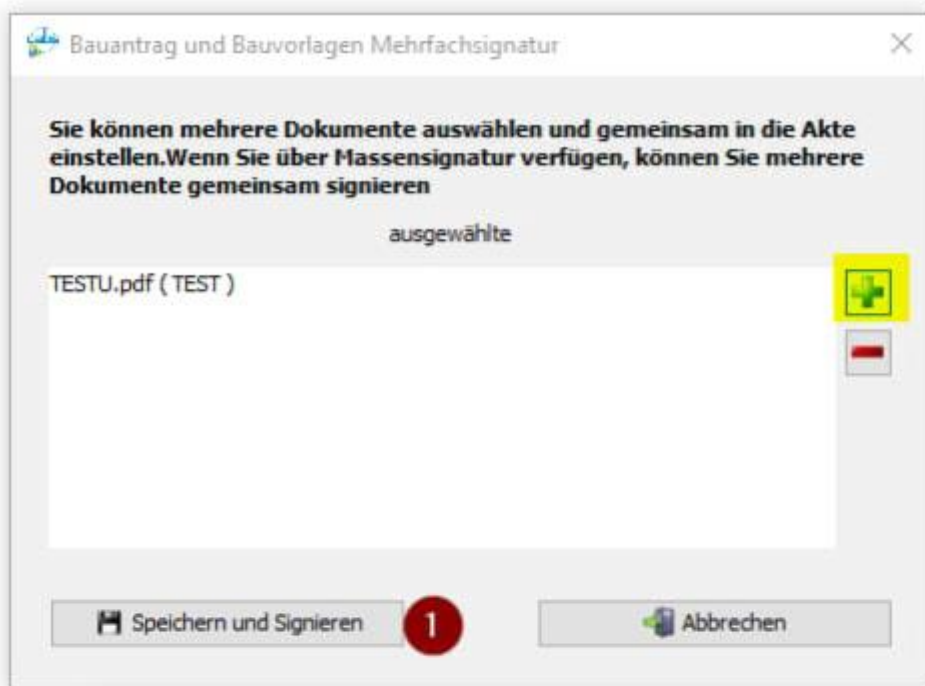 Bauantrag und Bauvorlagen Mehrfachsignatur
Sie können mehrere Dokumente auswählen und gemeinsam in die Akte
einstellen.Wenn Sie über Massensignatur verfügen, können Sie mehrere
Dokumente gemeinsam signieren
ausgewählte
TESTU.pdf ( TEST )
Speichern und Signieren
1
Abbrechen